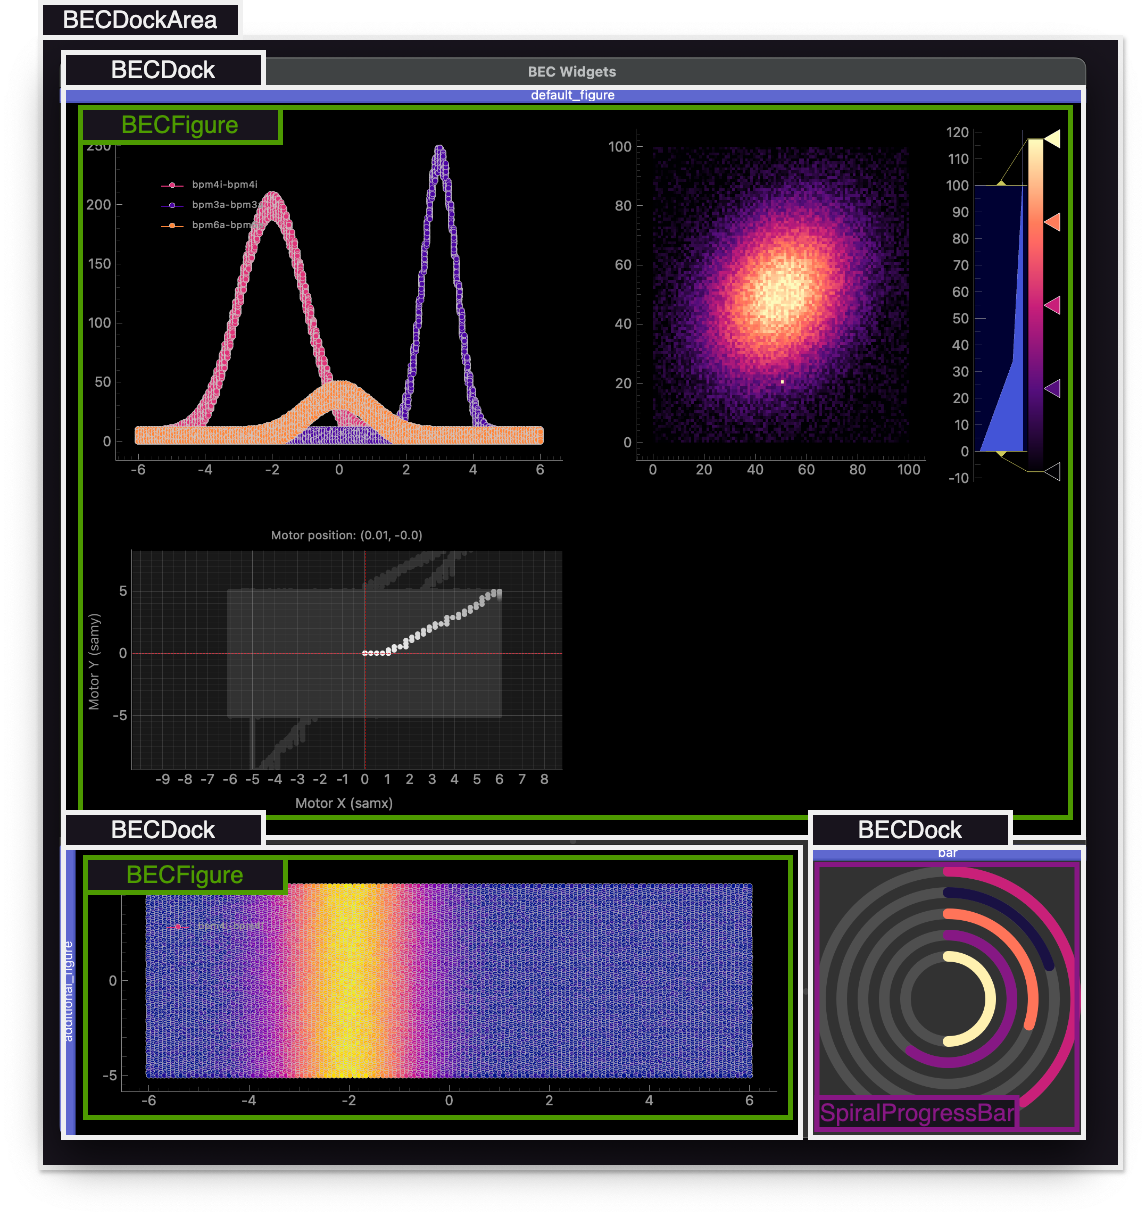 BECDockArea
BECDock
BEC Widgets
default_figure
BECFigure
250
200
150
100
50
0
-6 -4 -2 0 2 4 6
bpm4i-bpm4i
bpm3a-bpm3
bpm6a-bpm
100
80
60
40
20
0
0 20 40 60 80 100
120
110
100
90
80
70
60
50
40
30
20
10
0
-10
Motor position: (0.01, -0.0)
Motor Y (samy)
5
0
-5
-9 -8 -7 -6 -5 -4 -3 -2 -1 0 1 2 3 4 5 6 7 8
Motor X (samx)
BECDock
additional_figure
BECFigure
0
-5
-6 -4 -2 0 2 4 6
BECDock
bar
SpiralProgressBar